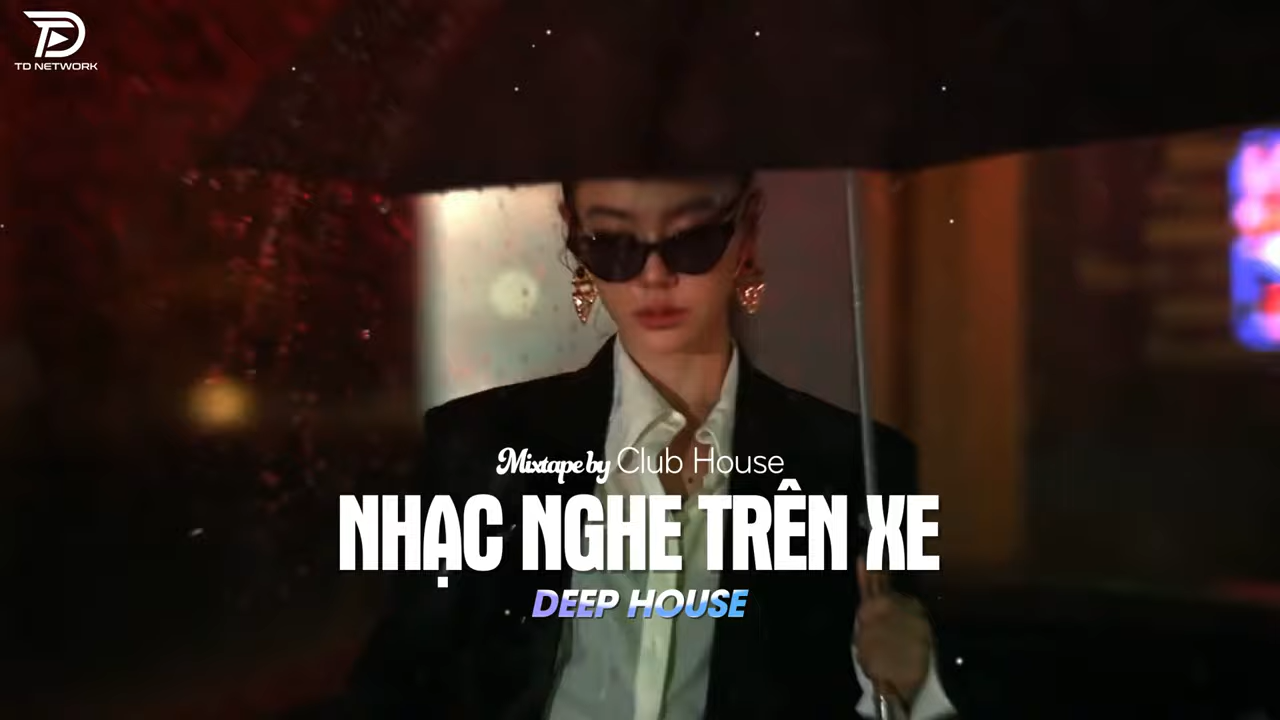 TD NETWORK
Mixtape by Club House
NHẠC NGHE TRÊN XE
DEEP HOUSE